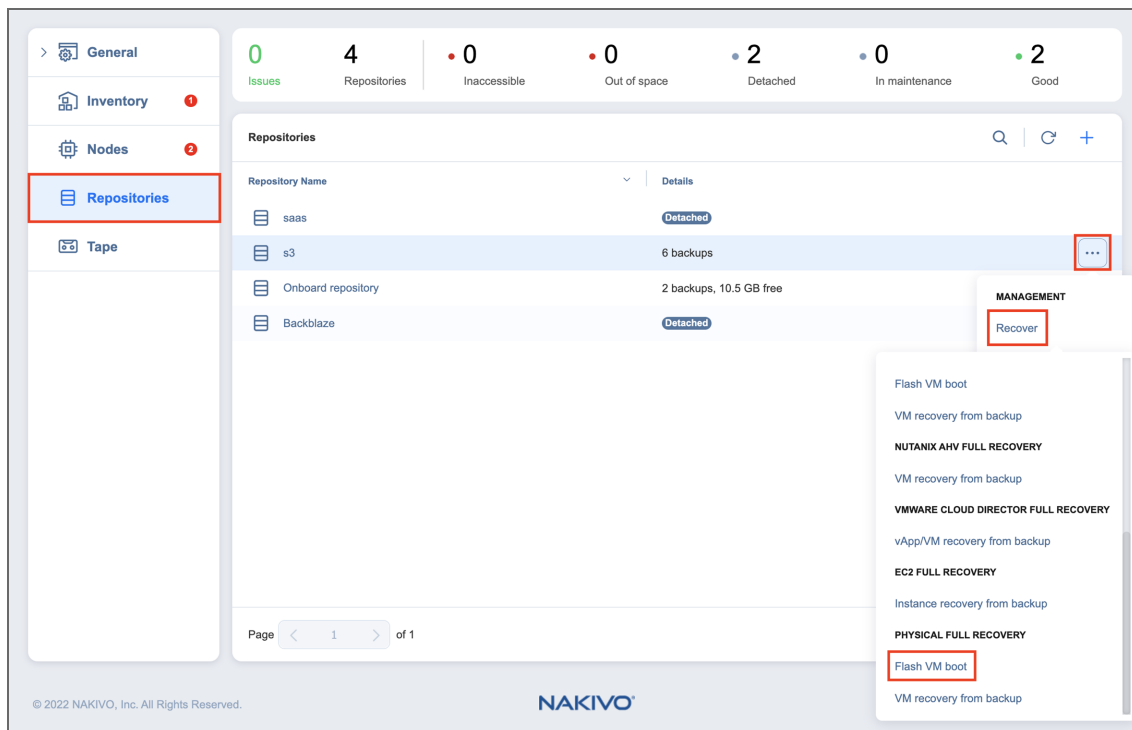 General
Inventory 1
Nodes 2
Repositories
Tape
0 4 0 0 2 0 2
Issues Repositories Inaccessible Out of space Detached In maintenance Good
Repositories
Repository Name Details
saas Detached
s3 6 backups ...
Onboard repository 2 backups, 10.5 GB free
Backblaze Detached
MANAGEMENT
Recover
Flash VM boot
VM recovery from backup
NUTANIX AHV FULL RECOVERY
VM recovery from backup
VMWARE CLOUD DIRECTOR FULL RECOVERY
vApp/VM recovery from backup
EC2 FULL RECOVERY
Instance recovery from backup
PHYSICAL FULL RECOVERY
Flash VM boot
VM recovery from backup
Page 1 of 1
© 2022 NAKIVO, Inc. All Rights Reserved.
NAKIVO®